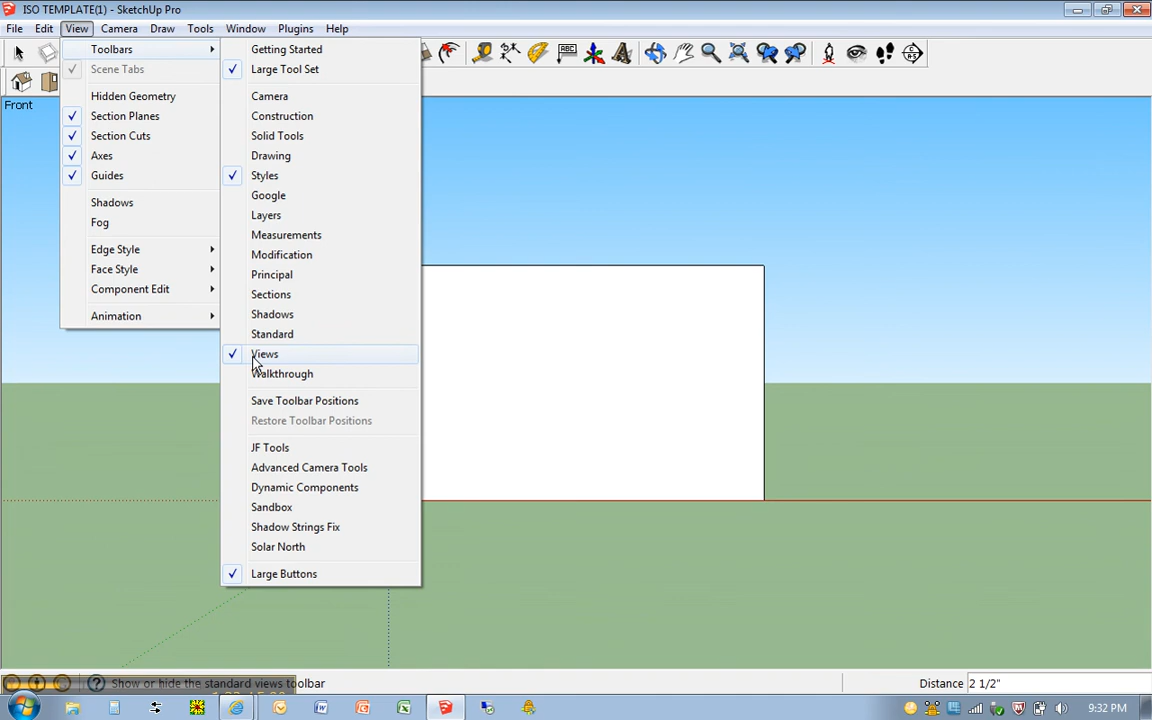 ISO TEMPLATE(1) - SketchUp Pro
File Edit View Camera Draw Tools Window Plugins Help
Front
Toolbars
Scene Tabs
Hidden Geometry
Section Planes
Section Cuts
Axes
Guides
Shadows
Fog
Edge Style
Face Style
Component Edit
Animation
Getting Started
Large Tool Set
Camera
Construction
Solid Tools
Drawing
Styles
Google
Layers
Measurements
Modification
Principal
Sections
Shadows
Standard
Views
Walkthrough
Save Toolbar Positions
Restore Toolbar Positions
JF Tools
Advanced Camera Tools
Dynamic Components
Sandbox
Shadow Strings Fix
Solar North
Large Buttons
Show or hide the standard views toolbar
Distance 2 1/2"
9:32 PM